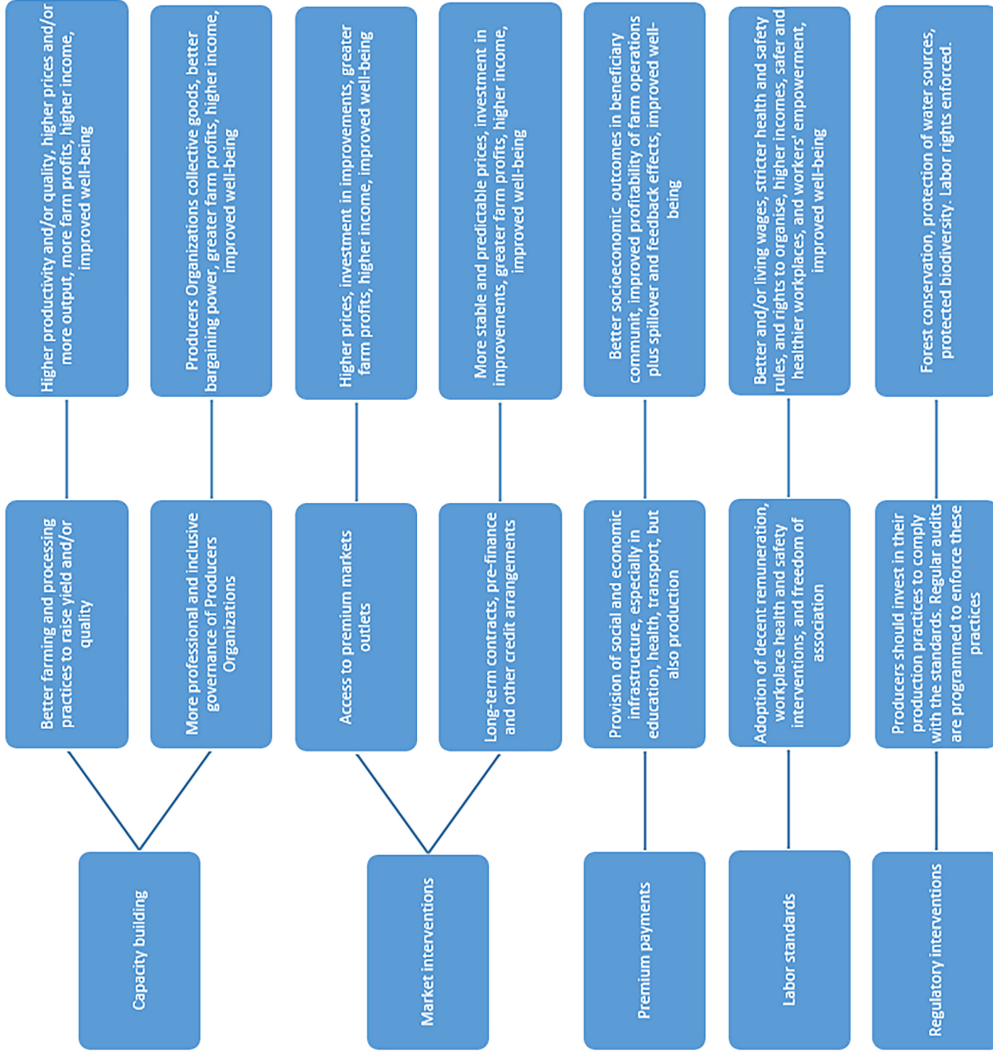 Capacity building
Better farming and processing
practices to raise yield and/or
quality
Higher productivity and/or quality, higher prices and/or
more output, more farm profits, higher income,
improved well-being
More professional and inclusive
governance of Producers
Organizations
Producers Organizations collective goods, better
bargaining power, greater farm profits, higher income,
improved well-being
Market interventions
Access to premium markets
outlets
Higher prices, investment in improvements, greater
farm profits, higher income, improved well-being
Long-term contracts, pre-finance
and other credit arrangements
More stable and predictable prices, investment in
improvements, greater farm profits, higher income,
improved well-being
Premium payments
Provision of social and economic
infrastructure, especially in
education, health, transport, but
also production
Better socioeconomic outcomes in beneficiary
communit, improved profitability of farm operations
plus spillover and feedback effects, improved well-
being
Labor standards
Adoption of decent remuneration,
workplace health and safety
interventions, and freedom of
association
Better and/or living wages, stricter health and safety
rules, and rights to organise, higher incomes, safer and
healthier workplaces, and workers' empowerment,
improved well-being
Regulatory interventions
Producers should invest in their
production practices to comply
with the standards. Regular audits
are programmed to enforce these
practices
Forest conservation, protection of water sources,
protected biodiversity. Labor rights enforced.